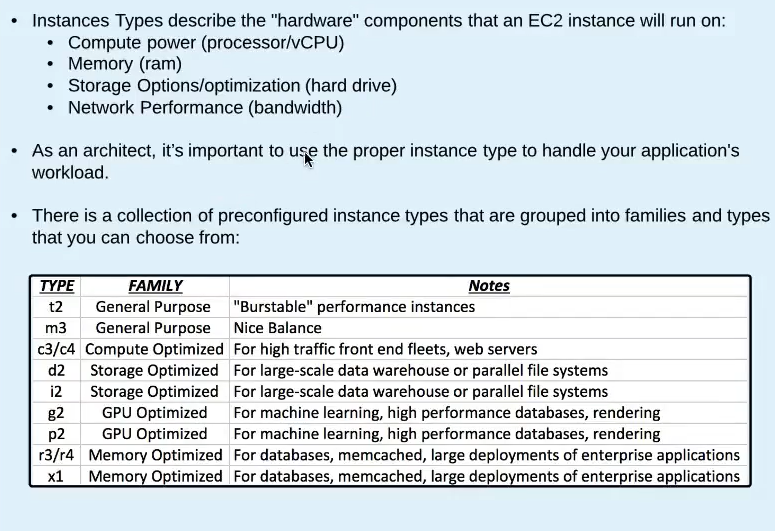 • Instances Types describe the "hardware" components that an EC2 instance will run on:
• Compute power (processor/vCPU)
• Memory (ram)
• Storage Options/optimization (hard drive)
• Network Performance (bandwidth)
• As an architect, it's important to use the proper instance type to handle your application's
workload.
• There is a collection of preconfigured instance types that are grouped into families and types
that you can choose from:
TYPE FAMILY Notes
t2 General Purpose "Burstable" performance instances
m3 General Purpose Nice Balance
c3/c4 Compute Optimized For high traffic front end fleets, web servers
d2 Storage Optimized For large-scale data warehouse or parallel file systems
i2 Storage Optimized For large-scale data warehouse or parallel file systems
g2 GPU Optimized For machine learning, high performance databases, rendering
p2 GPU Optimized For machine learning, high performance databases, rendering
r3/r4 Memory Optimized For databases, memcached, large deployments of enterprise applications
x1 Memory Optimized For databases, memcached, large deployments of enterprise applications